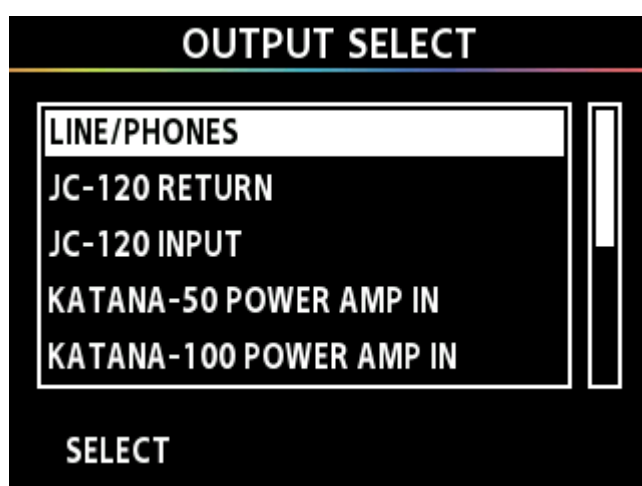 OUTPUT SELECT
LINE/PHONES
JC-120 RETURN
JC-120 INPUT
KATANA-50 POWER AMP IN
KATANA-100 POWER AMP IN
SELECT